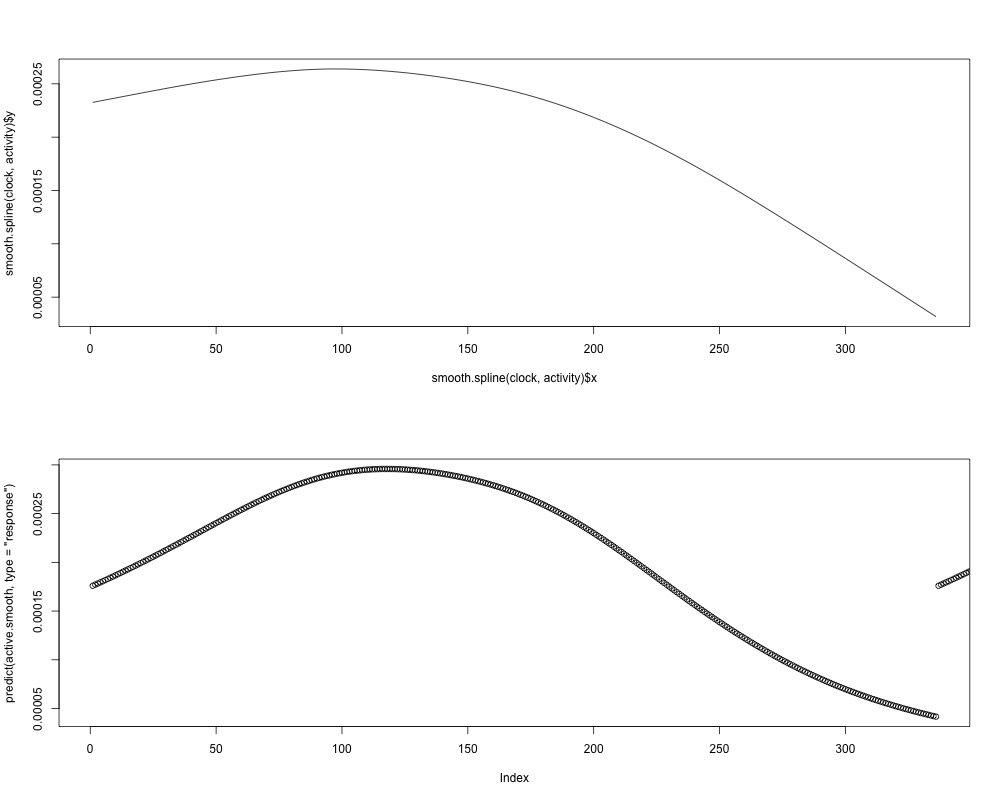 smooth.spline(clock, activity)$y
0.00025
0.00015
0.00005
0 50 100 150 200 250 300
smooth.spline(clock, activity)$x
predict(active.smooth, type = "response")
0.00025
0.00015
0.00005
0 50 100 150 200 250 300
Index